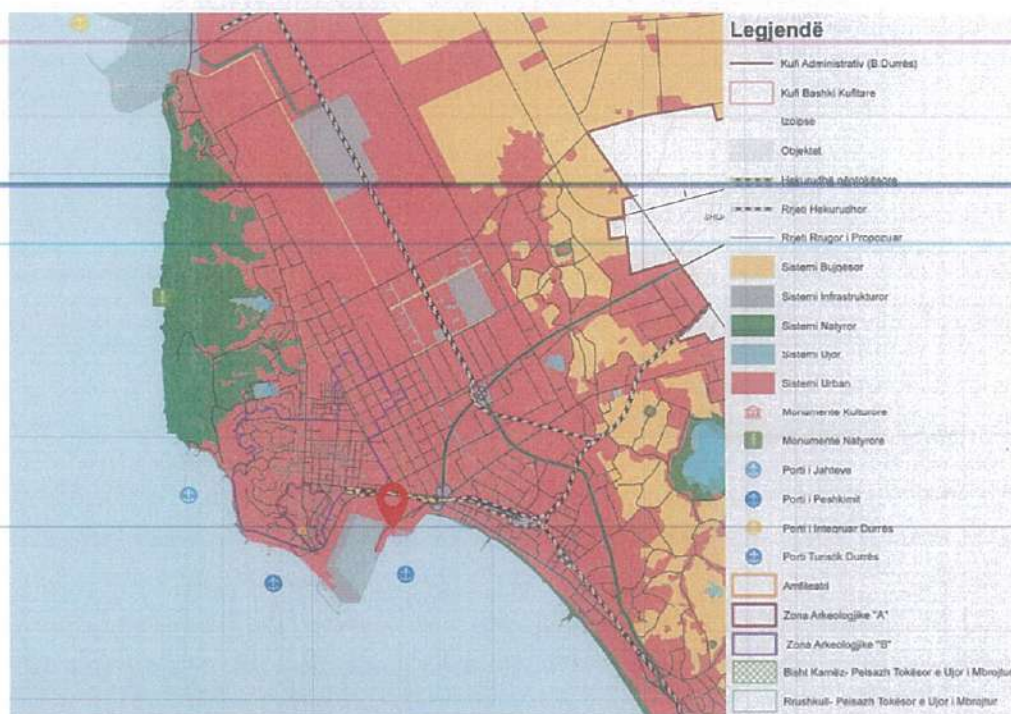 Legjendë
Kufi Administrativ (B.Durrës)
Kufi Bashki Kufitare
Izoipse
Objektet
Hekurudhë nëntokësore
Rrjeti Hekurudhor
Rrjeti Rrugor i Propozuar
Sistemi Bujqësor
Sistemi Infrastrukturor
Sistemi Natyror
Sistemi Ujor
Sistemi Urban
Monumente Kulturore
Monumente Natyrore
Porti i Jahteve
Porti i Peshkimit
Porti i Integruar Durrës
Porti Turistik Durrës
Amfiteatri
Zona Arkeologjike "A"
Zona Arkeologjike "B"
Bisht Kamëz- Peisazh Tokësor e Ujor i Mbrojtur
Rrushkull- Peisazh Tokësor e Ujor i Mbrojtur